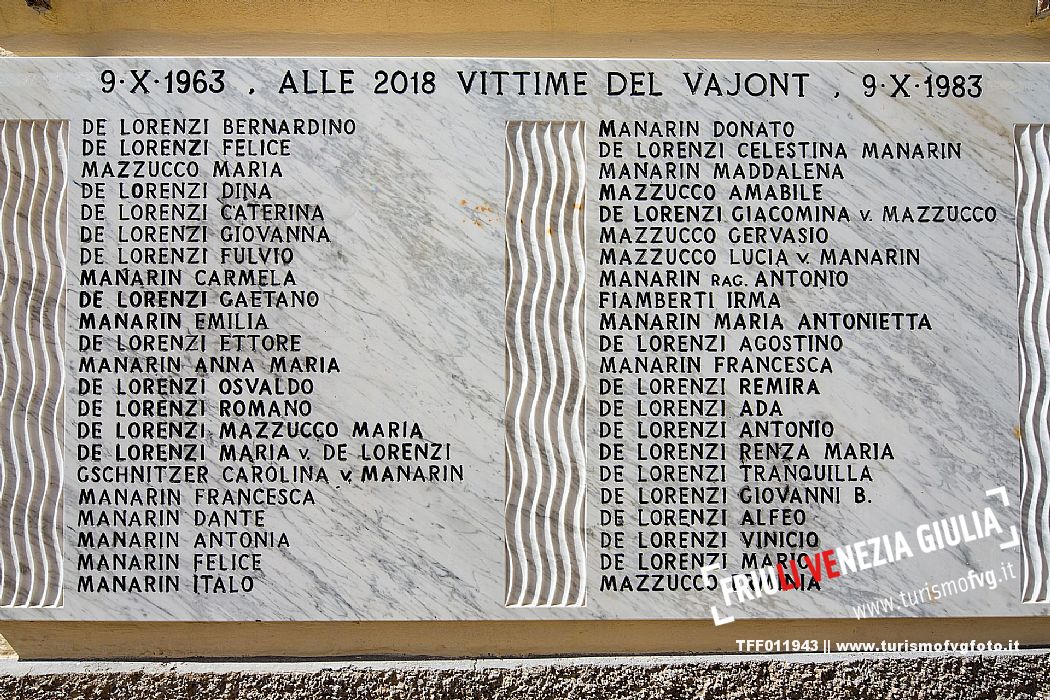 9·X·1963 . ALLE 2018 VITTIME DEL VAJONT . 9·X·1983
DE LORENZI BERNARDINO
DE LORENZI FELICE
MAZZUCCO MARIA
DE LORENZI DINA
DE LORENZI CATERINA
DE LORENZI GIOVANNA
DE LORENZI FULVIO
MANARIN CARMELA
DE LORENZI GAETANO
MANARIN EMILIA
DE LORENZI ETTORE
MANARIN ANNA MARIA
DE LORENZI OSVALDO
DE LORENZI ROMANO
DE LORENZI MAZZUCCO MARIA
DE LORENZI MARIA V. DE LORENZI
GSCHNITZER CAROLINA V. MANARIN
MANARIN FRANCESCA
MANARIN DANTE
MANARIN ANTONIA
MANARIN FELICE
MANARIN ITALO
MANARIN DONATO
DE LORENZI CELESTINA MANARIN
MANARIN MADDALENA
MAZZUCCO AMABILE
DE LORENZI GIACOMINA V. MAZZUCCO
MAZZUCCO GERVASIO
MAZZUCCO LUCIA V. MANARIN
MANARIN RAG. ANTONIO
FIAMBERTI IRMA
MANARIN MARIA ANTONIETTA
DE LORENZI AGOSTINO
MANARIN FRANCESCA
DE LORENZI REMIRA
DE LORENZI ADA
DE LORENZI ANTONIO
DE LORENZI RENZA MARIA
DE LORENZI TRANQUILLA
DE LORENZI GIOVANNI B.
DE LORENZI ALFEO
DE LORENZI VINICIO
DE LORENZI MARIO
MAZZUCCO
FRIULI VENEZIA GIULIA
www.turismofvg.it
TFF011943 || www.turismofvgfoto.it